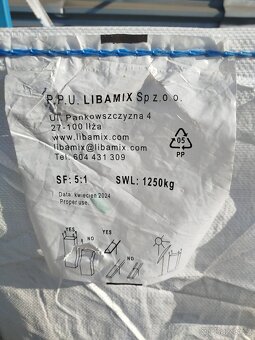 P.P.U. LIBAMIX Sp z o. o.
Ul. Pankowszczyzna 4
27-100 Iłża
www.libamix.com
libamix@libamix.com
Tel: 604 431 309
05
PP
SF: 5:1 SWL: 1250kg
Data: kwiecień 2024
Proper use.
YES YES
NO
NO